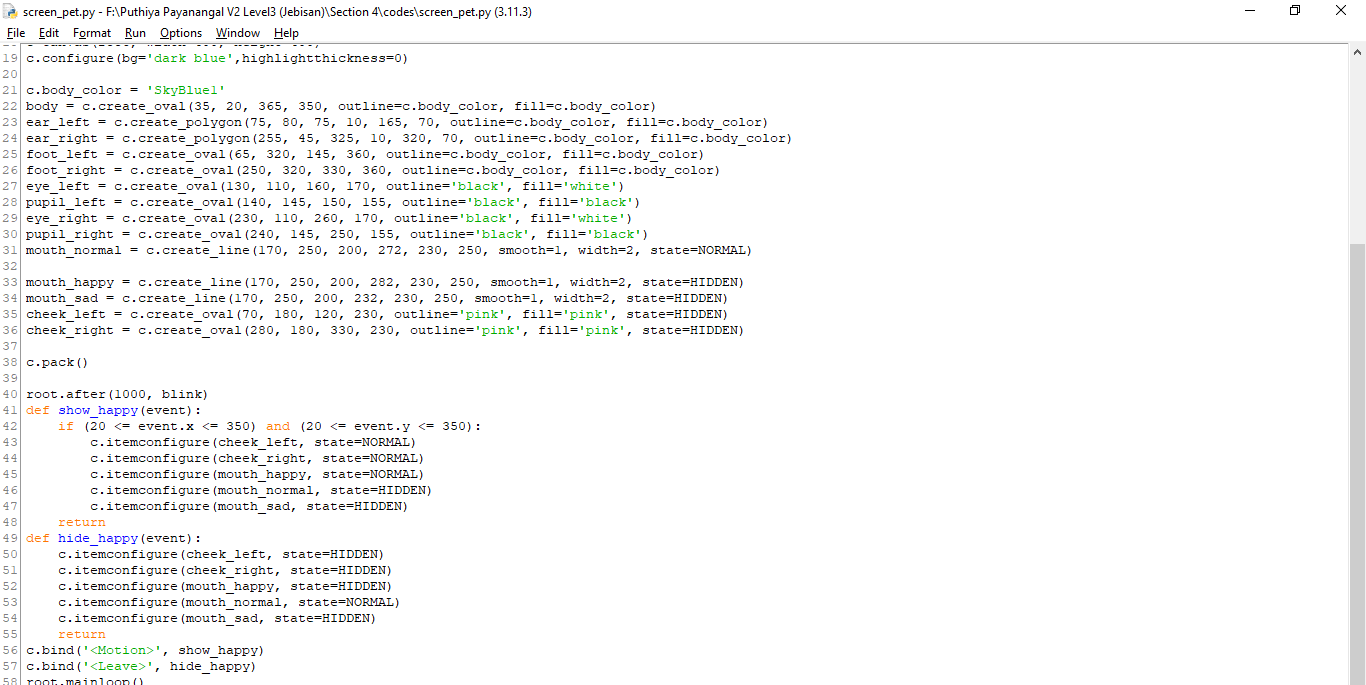 screen_pet.py - F:\Puthiya Payanangal V2 Level3 (Jebisan)\Section 4\codes\screen_pet.py (3.11.3)
File Edit Format Run Options Window Help
19 c.configure(bg='dark blue',highlightthickness=0)
20
21 c.body_color = 'SkyBlue1'
22 body = c.create_oval(35, 20, 365, 350, outline=c.body_color, fill=c.body_color)
23 ear_left = c.create_polygon(75, 80, 75, 10, 165, 70, outline=c.body_color, fill=c.body_color)
24 ear_right = c.create_polygon(255, 45, 325, 10, 320, 70, outline=c.body_color, fill=c.body_color)
25 foot_left = c.create_oval(65, 320, 145, 360, outline=c.body_color, fill=c.body_color)
26 foot_right = c.create_oval(250, 320, 330, 360, outline=c.body_color, fill=c.body_color)
27 eye_left = c.create_oval(130, 110, 160, 170, outline='black', fill='white')
28 pupil_left = c.create_oval(140, 145, 150, 155, outline='black', fill='black')
29 eye_right = c.create_oval(230, 110, 260, 170, outline='black', fill='white')
30 pupil_right = c.create_oval(240, 145, 250, 155, outline='black', fill='black')
31 mouth_normal = c.create_line(170, 250, 200, 272, 230, 250, smooth=1, width=2, state=NORMAL)
32
33 mouth_happy = c.create_line(170, 250, 200, 282, 230, 250, smooth=1, width=2, state=HIDDEN)
34 mouth_sad = c.create_line(170, 250, 200, 232, 230, 250, smooth=1, width=2, state=HIDDEN)
35 cheek_left = c.create_oval(70, 180, 120, 230, outline='pink', fill='pink', state=HIDDEN)
36 cheek_right = c.create_oval(280, 180, 330, 230, outline='pink', fill='pink', state=HIDDEN)
37
38 c.pack()
39
40 root.after(1000, blink)
41 def show_happy(event):
42     if (20 <= event.x <= 350) and (20 <= event.y <= 350):
43         c.itemconfigure(cheek_left, state=NORMAL)
44         c.itemconfigure(cheek_right, state=NORMAL)
45         c.itemconfigure(mouth_happy, state=NORMAL)
46         c.itemconfigure(mouth_normal, state=HIDDEN)
47         c.itemconfigure(mouth_sad, state=HIDDEN)
48     return
49 def hide_happy(event):
50     c.itemconfigure(cheek_left, state=HIDDEN)
51     c.itemconfigure(cheek_right, state=HIDDEN)
52     c.itemconfigure(mouth_happy, state=HIDDEN)
53     c.itemconfigure(mouth_normal, state=NORMAL)
54     c.itemconfigure(mouth_sad, state=HIDDEN)
55     return
56 c.bind('<Motion>', show_happy)
57 c.bind('<Leave>', hide_happy)
58 root.mainloop()